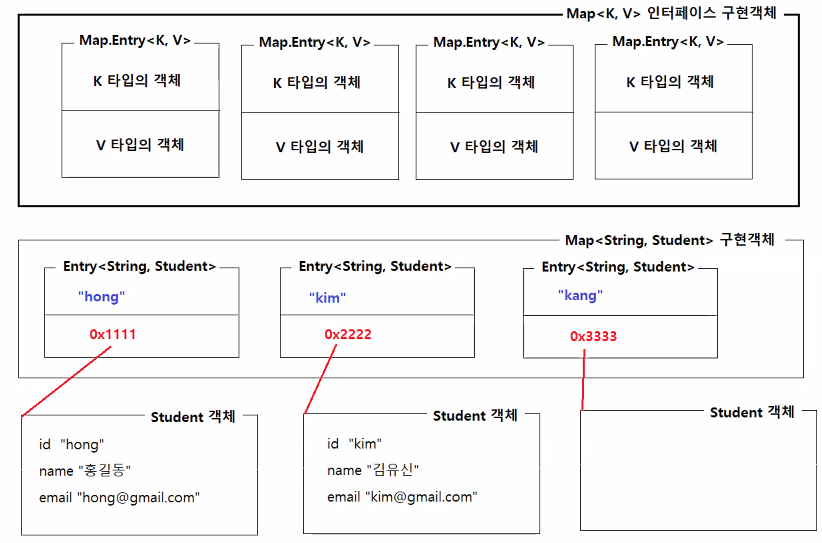 Map<K, V> 인터페이스 구현객체
Map.Entry<K, V> Map.Entry<K, V> Map.Entry<K, V> Map.Entry<K, V>
K 타입의 객체 K 타입의 객체 K 타입의 객체 K 타입의 객체
V 타입의 객체 V 타입의 객체 V 타입의 객체 V 타입의 객체
Map<String, Student> 구현객체
Entry<String, Student> Entry<String, Student> Entry<String, Student>
"hong" "kim" "kang"
0x1111 0x2222 0x3333
Student 객체 Student 객체 Student 객체
id "hong" id "kim"
name "홍길동" name "김유신"
email "hong@gmail.com" email "kim@gmail.com"